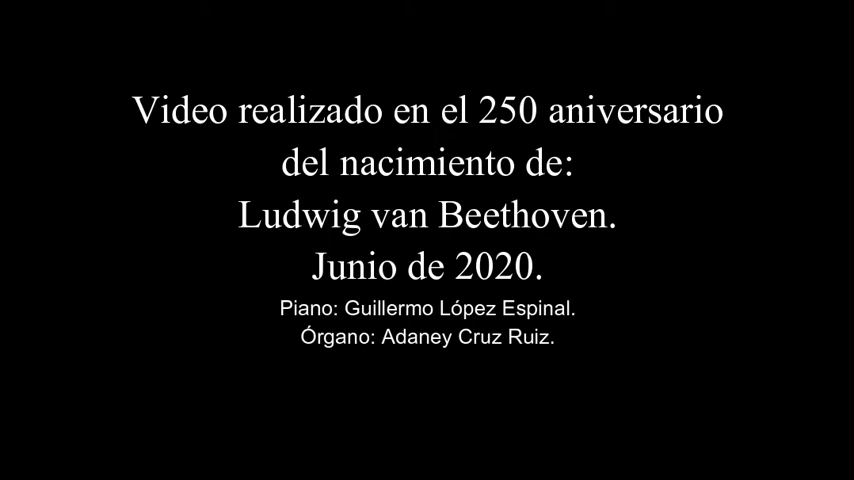 Video realizado en el 250 aniversario
del nacimiento de:
Ludwig van Beethoven.
Junio de 2020.
Piano: Guillermo López Espinal.
Órgano: Adaney Cruz Ruiz.